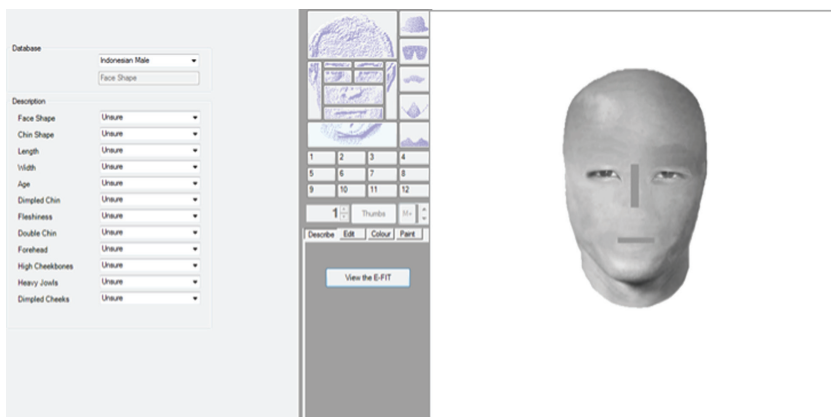 Database
Indonesian Male
Face Shape
Description
Face Shape Unsure
Chin Shape Unsure
Length Unsure
Width Unsure
Age Unsure
Dimpled Chin Unsure
Fleshiness Unsure
Double Chin Unsure
Forehead Unsure
High Cheekbones Unsure
Heavy Jowls Unsure
Dimpled Cheeks Unsure
1 2 3 4
5 6 7 8
9 10 11 12
1 Thumbs M+
Describe Edit Colour Paint
View the E-FIT